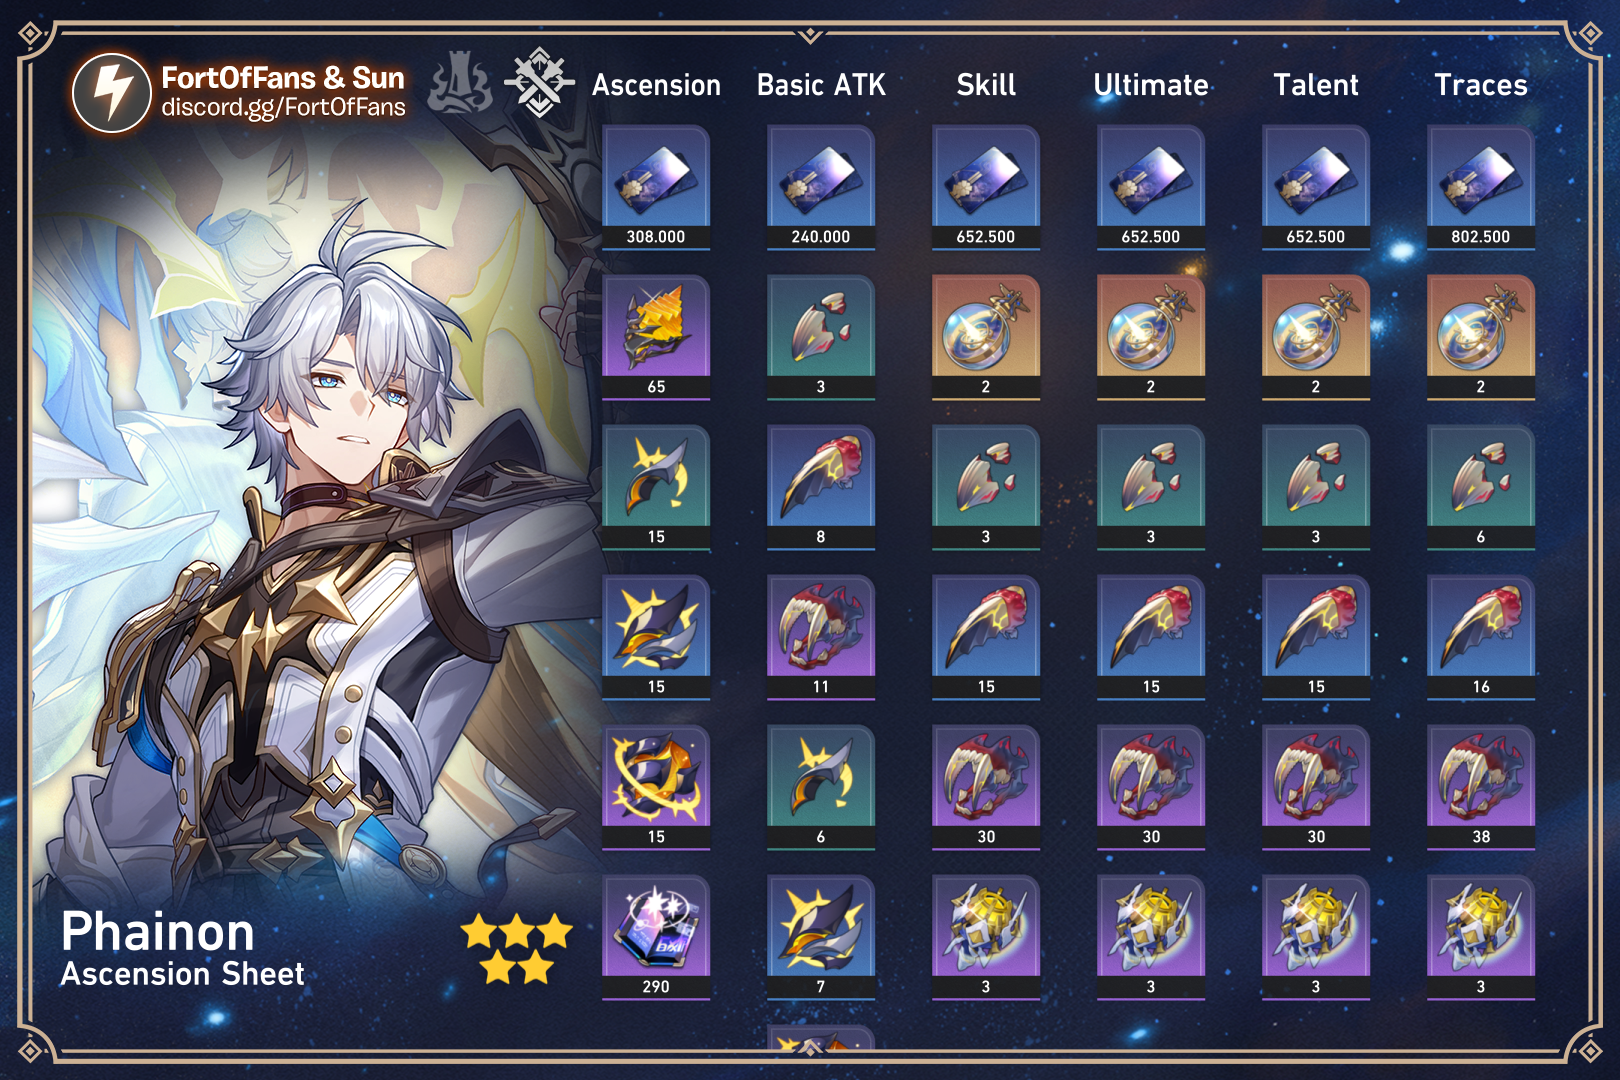 FortOfFans & Sun
discord.gg/FortOfFans
Ascension Basic ATK Skill Ultimate Talent Traces
308.000 240.000 652.500 652.500 652.500 802.500
65 3 2 2 2 2
15 8 3 3 3 6
15 11 15 15 15 16
15 6 30 30 30 38
290 7 3 3 3 3
Phainon
Ascension Sheet